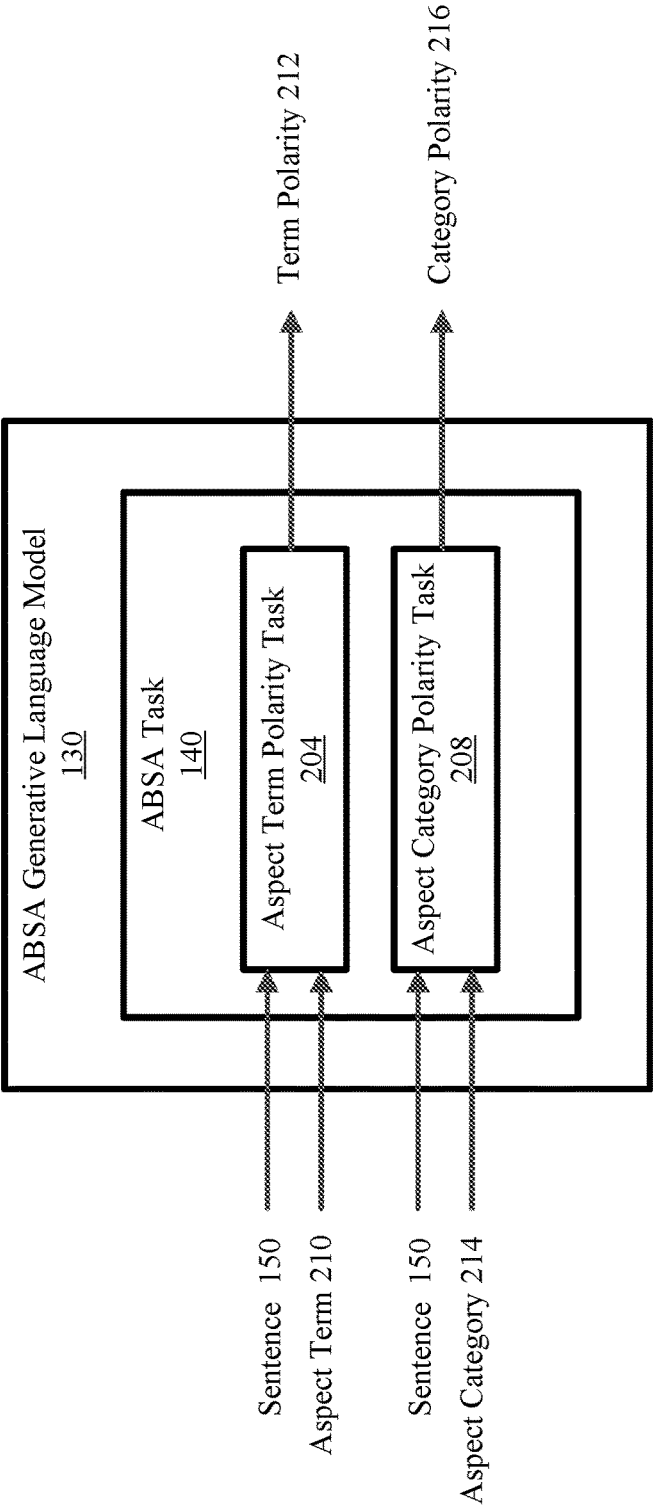 ABSA Generative Language Model
130
ABSA Task
140
Sentence 150
Aspect Term 210
Aspect Term Polarity Task
204
Term Polarity 212
Sentence 150
Aspect Category 214
Aspect Category Polarity Task
208
Category Polarity 216